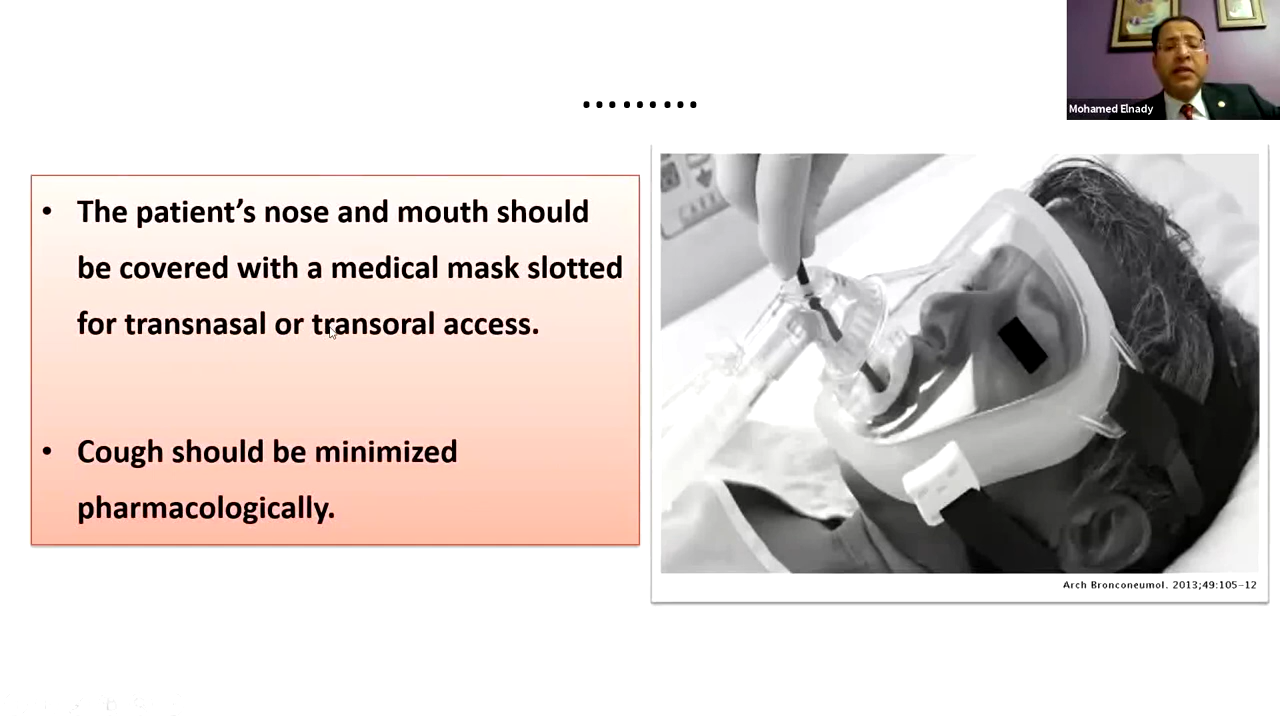 .........
Mohamed Elnady
• The patient’s nose and mouth should
be covered with a medical mask slotted
for transnasal or transoral access.
• Cough should be minimized
pharmacologically.
CARE
Arch Bronconeumol. 2013;49:105–12